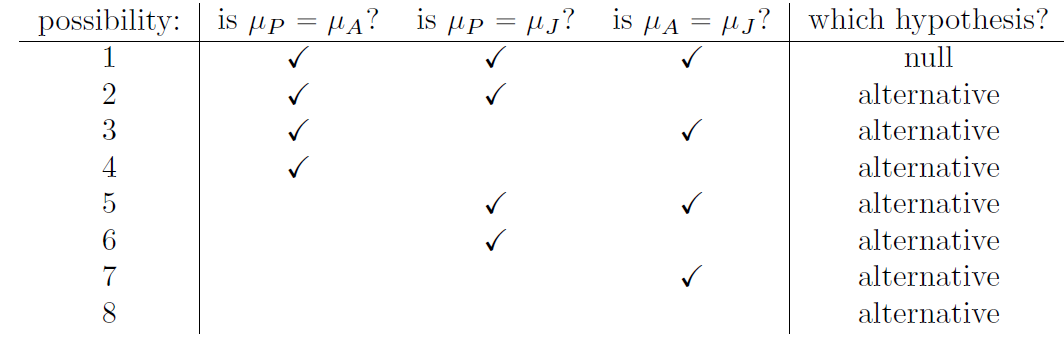 possibility: is μP = μA? is μP = μJ? is μA = μJ? which hypothesis?
1 ✓ ✓ ✓ null
2 ✓ ✓ alternative
3 ✓ ✓ alternative
4 ✓ alternative
5 ✓ ✓ alternative
6 ✓ alternative
7 ✓ alternative
8 alternative